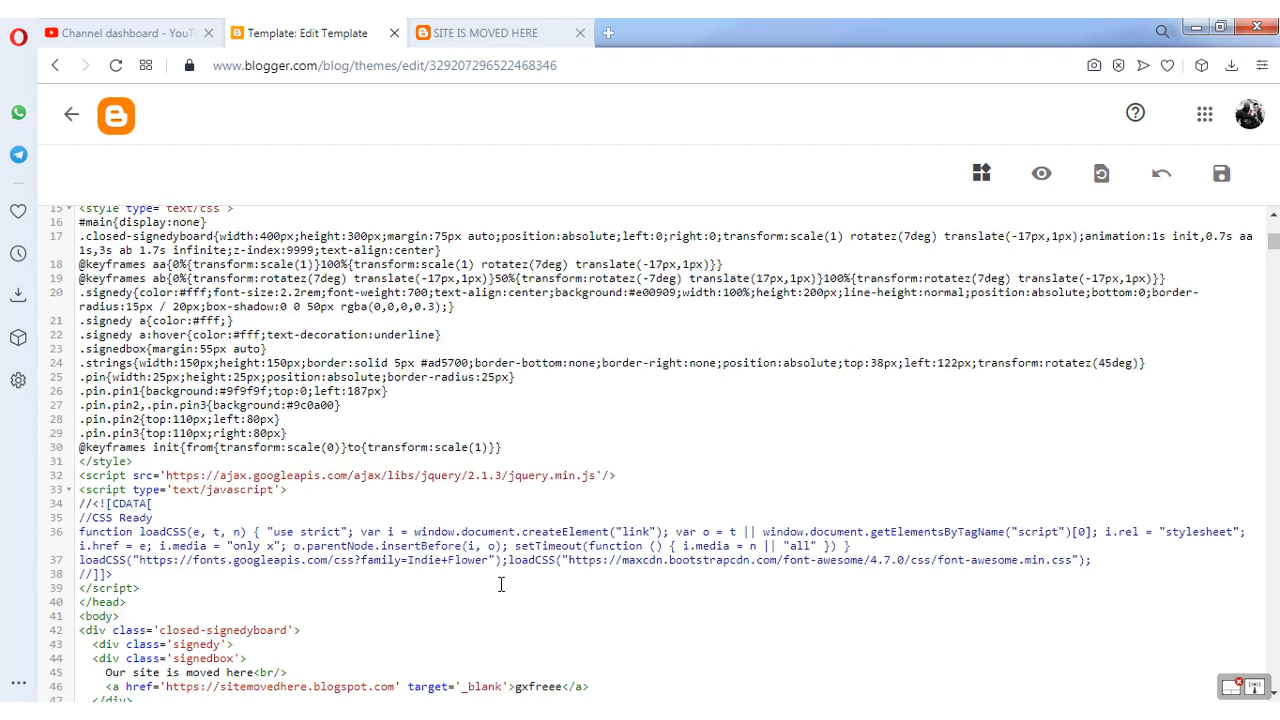 Channel dashboard - YouT
Template: Edit Template
SITE IS MOVED HERE
www.blogger.com/blog/themes/edit/329207296522468346
15 <style type='text/css'>
16 #main{display:none}
17 .closed-signedyboard{width:400px;height:300px;margin:75px auto;position:absolute;left:0;right:0;transform:scale(1) rotatez(7deg) translate(-17px,1px);animation:1s init,0.7s aa
1s,3s ab 1.7s infinite;z-index:9999;text-align:center}
18 @keyframes aa{0%{transform:scale(1)}100%{transform:scale(1) rotatez(7deg) translate(-17px,1px)}}
19 @keyframes ab{0%{transform:rotatez(7deg) translate(-17px,1px)}50%{transform:rotatez(-7deg) translate(17px,1px)}100%{transform:rotatez(7deg) translate(-17px,1px)}}
20 .signedy{color:#fff;font-size:2.2rem;font-weight:700;text-align:center;background:#e00909;width:100%;height:200px;line-height:normal;position:absolute;bottom:0;border-
radius:15px / 20px;box-shadow:0 0 50px rgba(0,0,0,0.3);}
21 .signedy a{color:#fff;}
22 .signedy a:hover{color:#fff;text-decoration:underline}
23 .signedbox{margin:55px auto}
24 .strings{width:150px;height:150px;border:solid 5px #ad5700;border-bottom:none;border-right:none;position:absolute;top:38px;left:122px;transform:rotatez(45deg)}
25 .pin{width:25px;height:25px;position:absolute;border-radius:25px}
26 .pin.pin1{background:#9f9f9f;top:0;left:187px}
27 .pin.pin2,.pin.pin3{background:#9c0a00}
28 .pin.pin2{top:110px;left:80px}
29 .pin.pin3{top:110px;right:80px}
30 @keyframes init{from{transform:scale(0)}to{transform:scale(1)}}
31 </style>
32 <script src='https://ajax.googleapis.com/ajax/libs/jquery/2.1.3/jquery.min.js'/>
33 <script type='text/javascript'>
34 //<![CDATA[
35 //CSS Ready
36 function loadCSS(e, t, n) { "use strict"; var i = window.document.createElement("link"); var o = t || window.document.getElementsByTagName("script")[0]; i.rel = "stylesheet";
i.href = e; i.media = "only x"; o.parentNode.insertBefore(i, o); setTimeout(function () { i.media = n || "all" }) }
37 loadCSS("https://fonts.googleapis.com/css?family=Indie+Flower");loadCSS("https://maxcdn.bootstrapcdn.com/font-awesome/4.7.0/css/font-awesome.min.css");
38 //]]>
39 </script>
40 </head>
41 <body>
42 <div class='closed-signedyboard'>
43 <div class='signedy'>
44 <div class='signedbox'>
45 Our site is moved here<br/>
46 <a href='https://sitemovedhere.blogspot.com' target='_blank'>gxfreee</a>
47 </div>